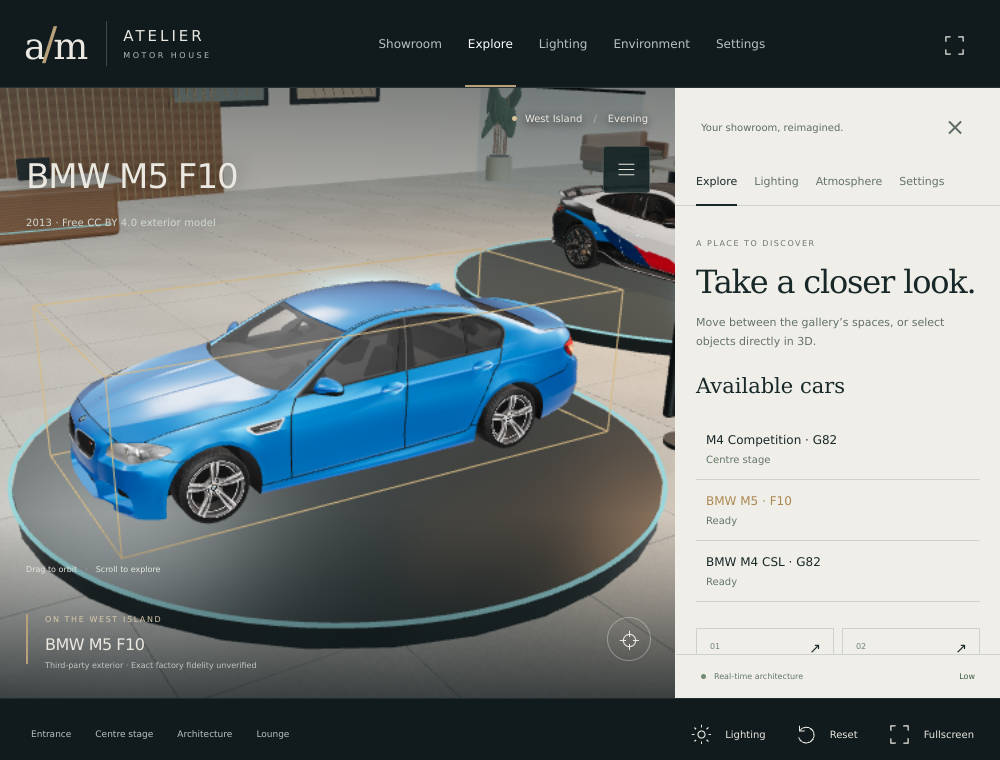 a/m
ATELIER
MOTOR HOUSE
Showroom
Explore
Lighting
Environment
Settings
West Island / Evening
BMW M5 F10
2013 · Free CC BY 4.0 exterior model
Drag to orbit · Scroll to explore
ON THE WEST ISLAND
BMW M5 F10
Third-party exterior · Exact factory fidelity unverified
Your showroom, reimagined.
Explore
Lighting
Atmosphere
Settings
A PLACE TO DISCOVER
Take a closer look.
Move between the gallery’s spaces, or select
objects directly in 3D.
Available cars
M4 Competition · G82
Centre stage
BMW M5 · F10
Ready
BMW M4 CSL · G82
Ready
01 ↗
02 ↗
Real-time architecture
Low
Entrance
Centre stage
Architecture
Lounge
Lighting
Reset
Fullscreen